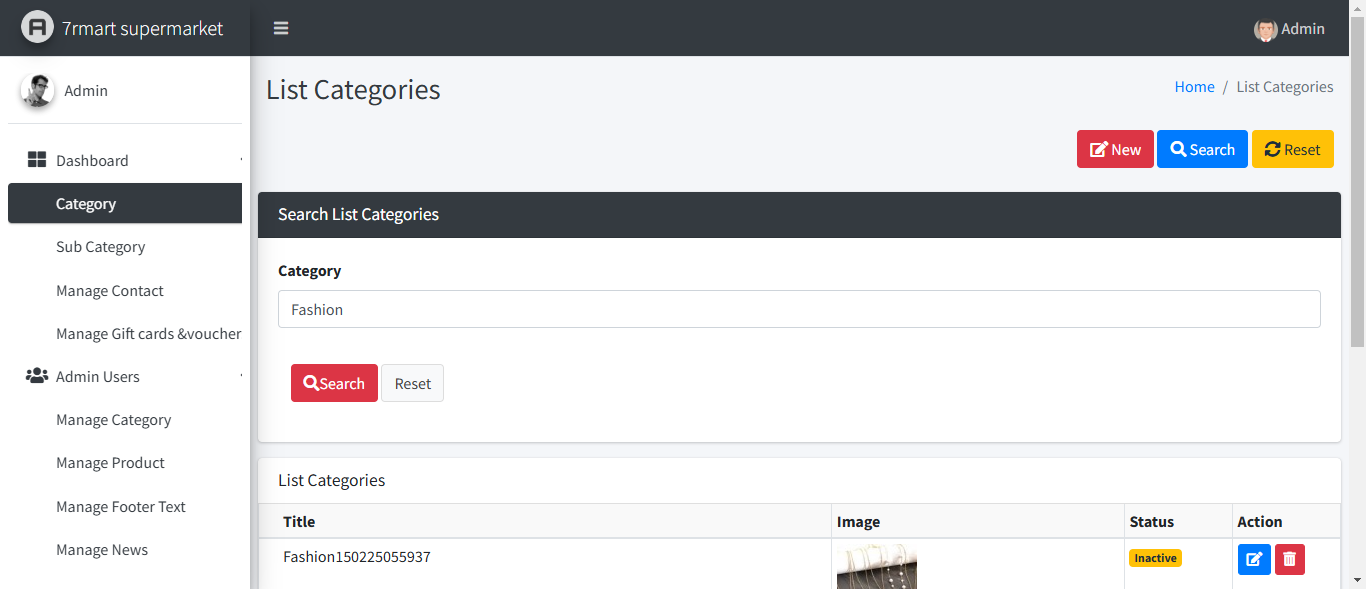 7rmart supermarket
Admin
Admin
List Categories
Home / List Categories
New Search Reset
Dashboard
Category
Sub Category
Manage Contact
Manage Gift cards &voucher
Admin Users
Manage Category
Manage Product
Manage Footer Text
Manage News
Search List Categories
Category
Fashion
Search Reset
List Categories
Title Image Status Action
Fashion150225055937 Inactive